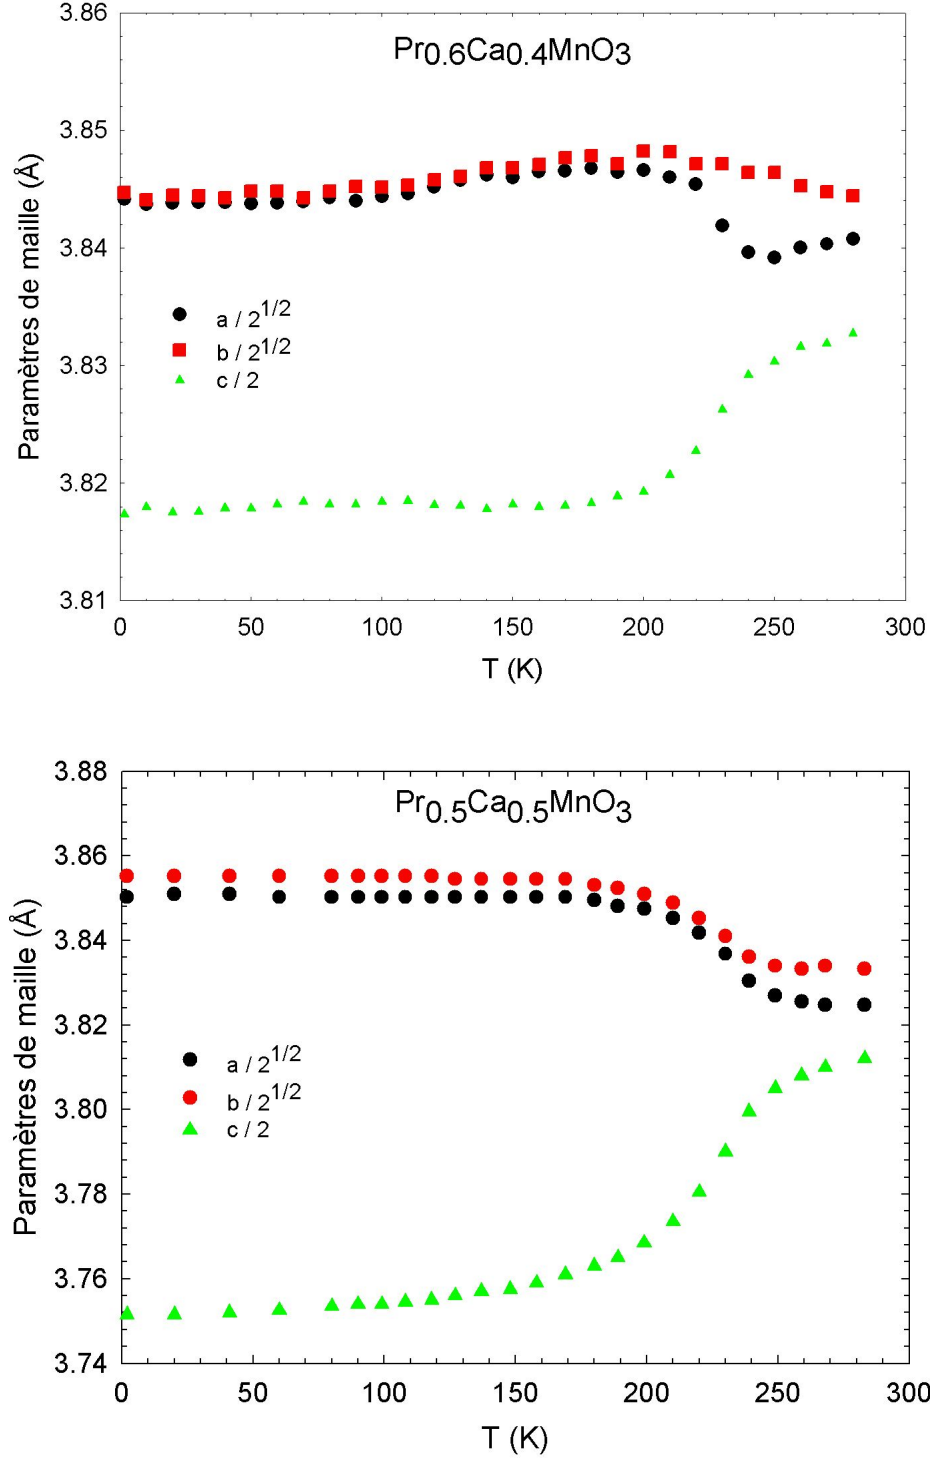 3.86
Pr0.6Ca0.4MnO3
3.85
3.84
3.83
3.82
3.81
Paramètres de maille (Å)
a / 2^1/2
b / 2^1/2
c / 2
0 50 100 150 200 250 300
T (K)
3.88
Pr0.5Ca0.5MnO3
3.86
3.84
3.82
3.80
3.78
3.76
3.74
Paramètres de maille (Å)
a / 2^1/2
b / 2^1/2
c / 2
0 50 100 150 200 250 300
T (K)